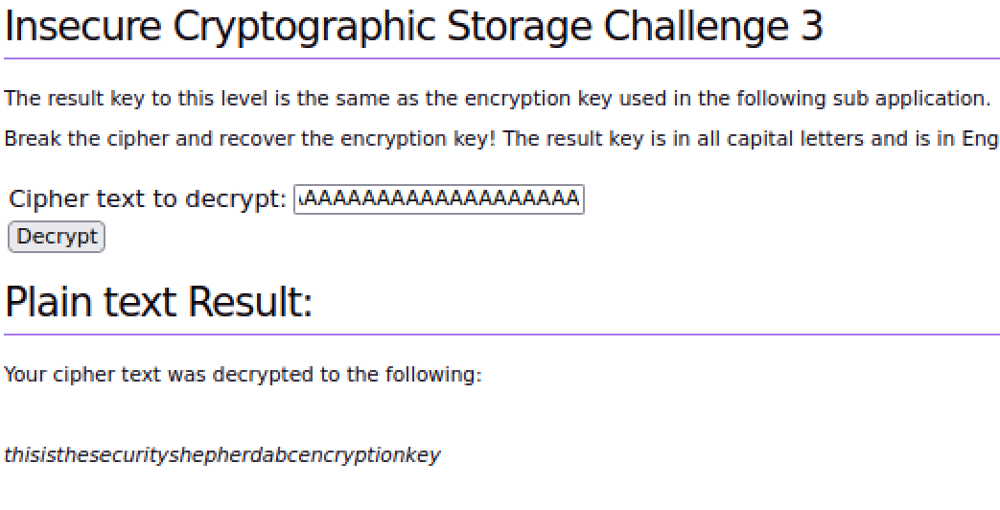 Insecure Cryptographic Storage Challenge 3
The result key to this level is the same as the encryption key used in the following sub application.
Break the cipher and recover the encryption key! The result key is in all capital letters and is in Eng
Cipher text to decrypt: AAAAAAAAAAAAAAAAAAA
Decrypt
Plain text Result:
Your cipher text was decrypted to the following:
thisisthesecurityshepherdabcencryptionkey